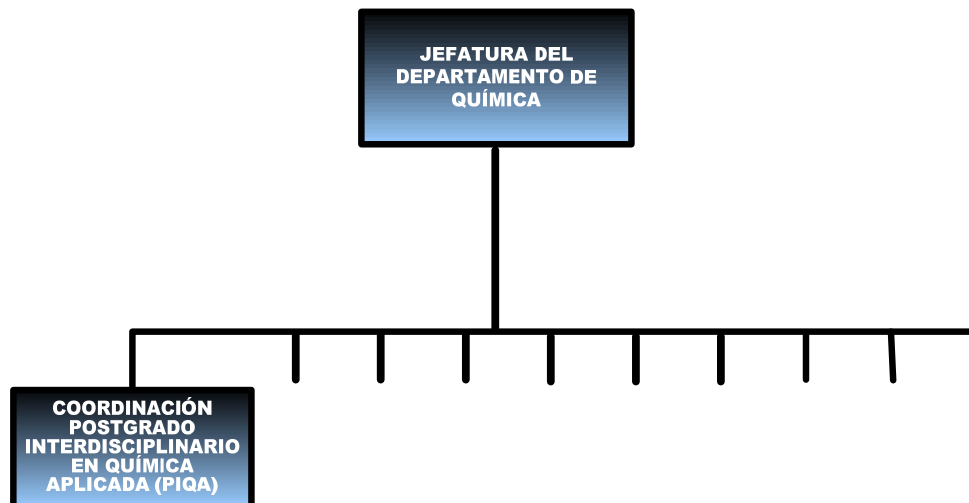 JEFATURA DEL
DEPARTAMENTO DE
QUÍMICA
COORDINACIÓN
POSTGRADO
INTERDISCIPLINARIO
EN QUÍMICA
APLICADA (PIQA)